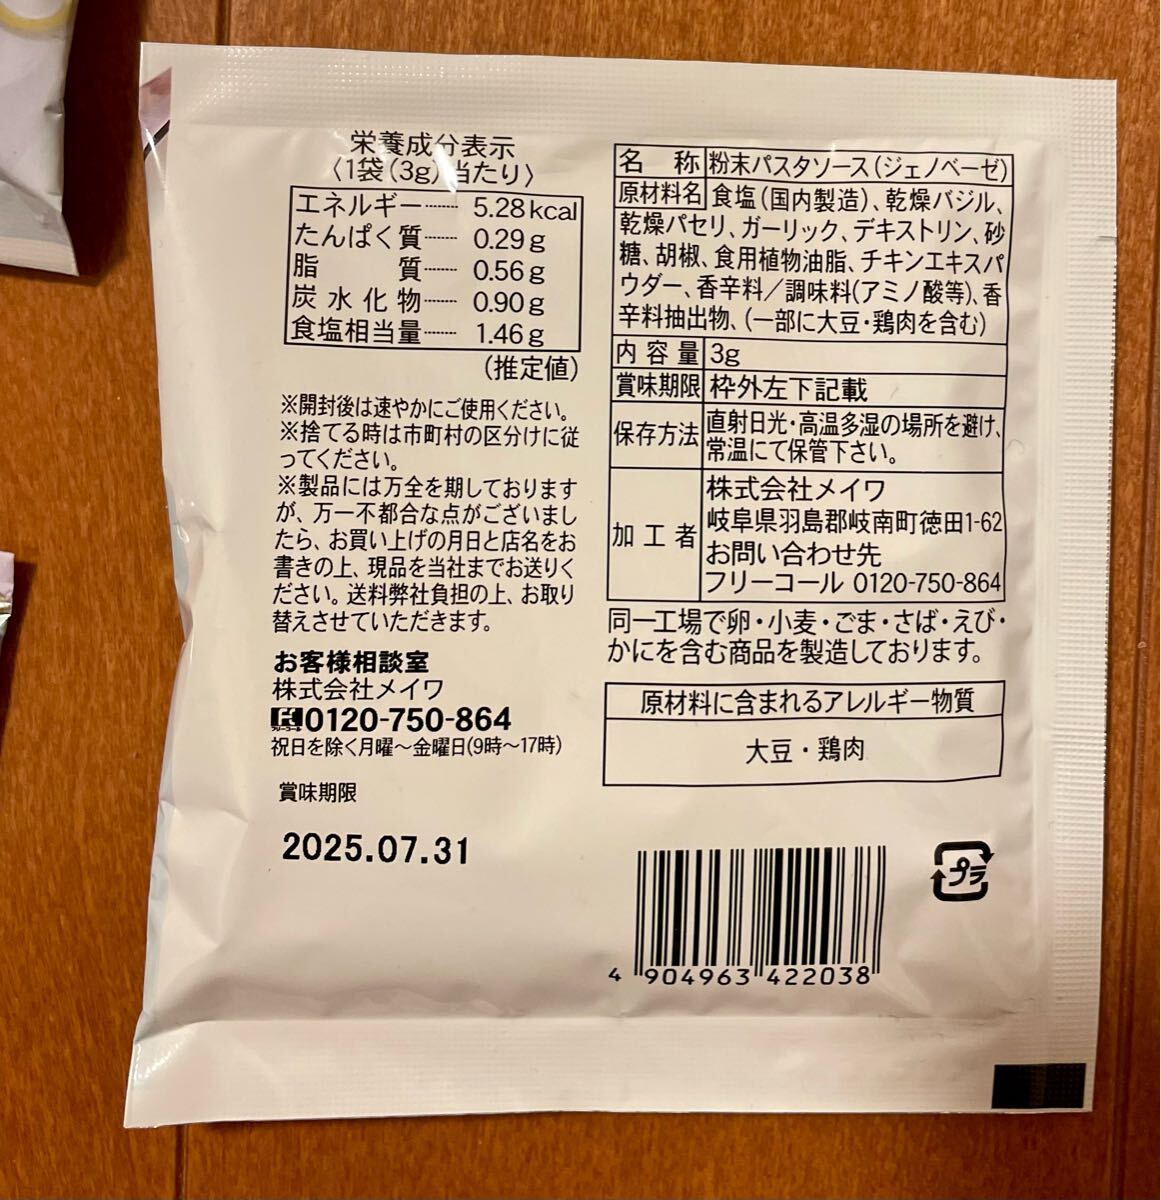 栄養成分表示
〈1袋(3g)当たり〉
エネルギー……… 5.28kcal
たんぱく質……… 0.29g
脂　　質……… 0.56g
炭水化物……… 0.90g
食塩相当量……… 1.46g
(推定値)
※開封後は速やかにご使用ください。
※捨てる時は市町村の区分けに従
ってください。
※製品には万全を期しております
が、万一不都合な点がございまし
たら、お買い上げの月日と店名をお
書きの上、現品を当社までお送りく
ださい。送料弊社負担の上、お取り
替えさせていただきます。
お客様相談室
株式会社メイワ
0120-750-864
祝日を除く月曜〜金曜日(9時〜17時)
賞味期限
2025.07.31
名　称 粉末パスタソース(ジェノベーゼ)
原材料名 食塩(国内製造)、乾燥バジル、
乾燥パセリ、ガーリック、デキストリン、砂
糖、胡椒、食用植物油脂、チキンエキスパ
ウダー、香辛料／調味料(アミノ酸等)、香
辛料抽出物、(一部に大豆・鶏肉を含む)
内容量 3g
賞味期限 枠外左下記載
保存方法 直射日光・高温多湿の場所を避け、
常温にて保管下さい。
加工者 株式会社メイワ
岐阜県羽島郡岐南町徳田1-62
お問い合わせ先
フリーコール 0120-750-864
同一工場で卵・小麦・ごま・さば・えび・
かにを含む商品を製造しております。
原材料に含まれるアレルギー物質
大豆・鶏肉
プラ
4 904963 422038